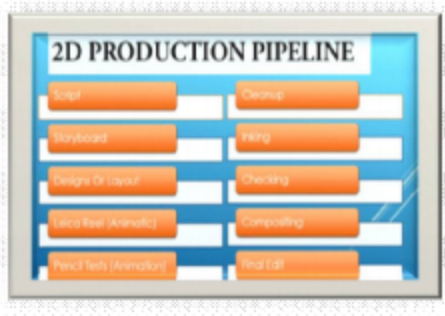 2D PRODUCTION PIPELINE
Script
Storyboard
Designs Or Layout
Leica Reel (Animatic)
Pencil Tests (Animation)
Cleanup
Inking
Checking
Compositing
Final Edit